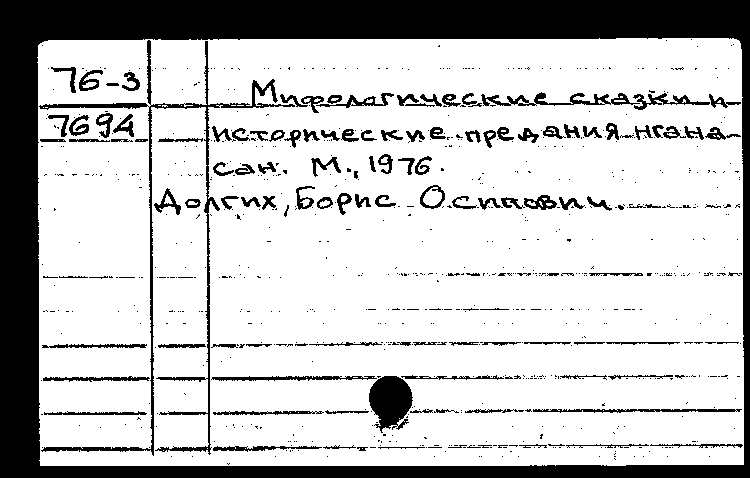 76-3
Мифологические сказки и
7694
исторические предания нгана-
сан. М., 1976.
Долгих, Борис Осипович.